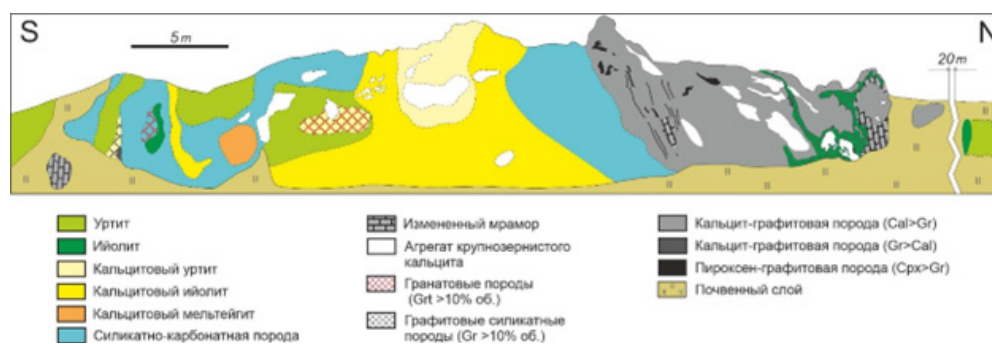 S
N
5 m
20 m
Уртит
Ийолит
Кальцитовый уртит
Кальцитовый ийолит
Кальцитовый мельтейгит
Силикатно-карбонатная порода
Измененный мрамор
Агрегат крупнозернистого
кальцита
Гранатовые породы
(Grt >10% об.)
Графитовые силикатные
породы (Gr >10% об.)
Кальцит-графитовая порода (Cal>Gr)
Кальцит-графитовая порода (Gr>Cal)
Пироксен-графитовая порода (Cpx>Gr)
Почвенный слой